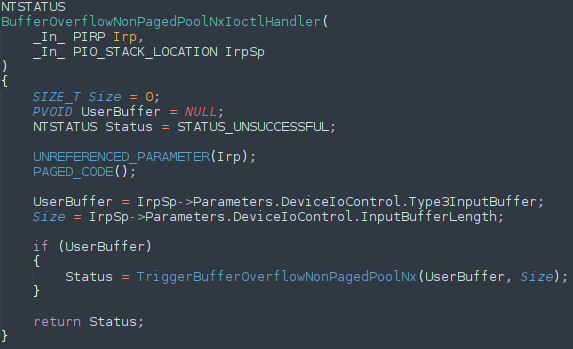 NTSTATUS
BufferOverflowNonPagedPoolNxIoctlHandler(
    _In_ PIRP Irp,
    _In_ PIO_STACK_LOCATION IrpSp
)
{
    SIZE_T Size = 0;
    PVOID UserBuffer = NULL;
    NTSTATUS Status = STATUS_UNSUCCESSFUL;

    UNREFERENCED_PARAMETER(Irp);
    PAGED_CODE();

    UserBuffer = IrpSp->Parameters.DeviceIoControl.Type3InputBuffer;
    Size = IrpSp->Parameters.DeviceIoControl.InputBufferLength;

    if (UserBuffer)
    {
        Status = TriggerBufferOverflowNonPagedPoolNx(UserBuffer, Size);
    }

    return Status;
}